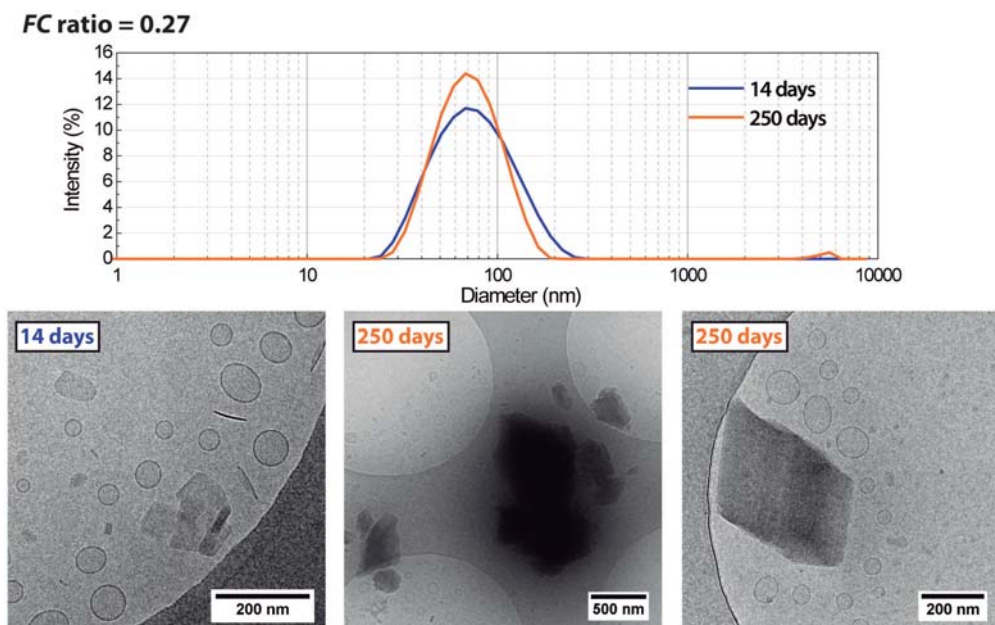 FC ratio = 0.27
16
14
12
10
8
6
4
2
0
Intensity (%)
14 days
250 days
1
10
100
1000
10000
Diameter (nm)
14 days
250 days
250 days
200 nm
500 nm
200 nm